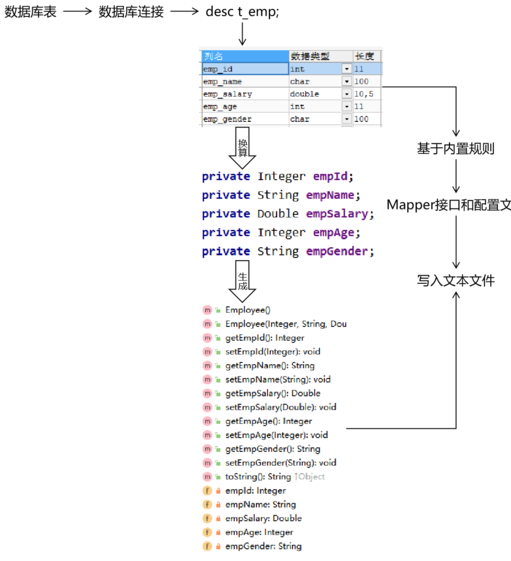 数据库表 数据库连接 desc t_emp;
列名 数据类型 长度
emp_id int 11
emp_name char 100
emp_salary double 10,5
emp_age int 11
emp_gender char 100
换算
基于内置规则
private Integer empId;
private String empName;
private Double empSalary;
private Integer empAge;
private String empGender;
Mapper接口和配置文
生成
写入文本文件
m Employee()
m Employee(Integer, String, Dou
m getEmpId(): Integer
m setEmpId(Integer): void
m getEmpName(): String
m setEmpName(String): void
m getEmpSalary(): Double
m setEmpSalary(Double): void
m getEmpAge(): Integer
m setEmpAge(Integer): void
m getEmpGender(): String
m setEmpGender(String): void
m toString(): String ↑Object
f empId: Integer
f empName: String
f empSalary: Double
f empAge: Integer
f empGender: String